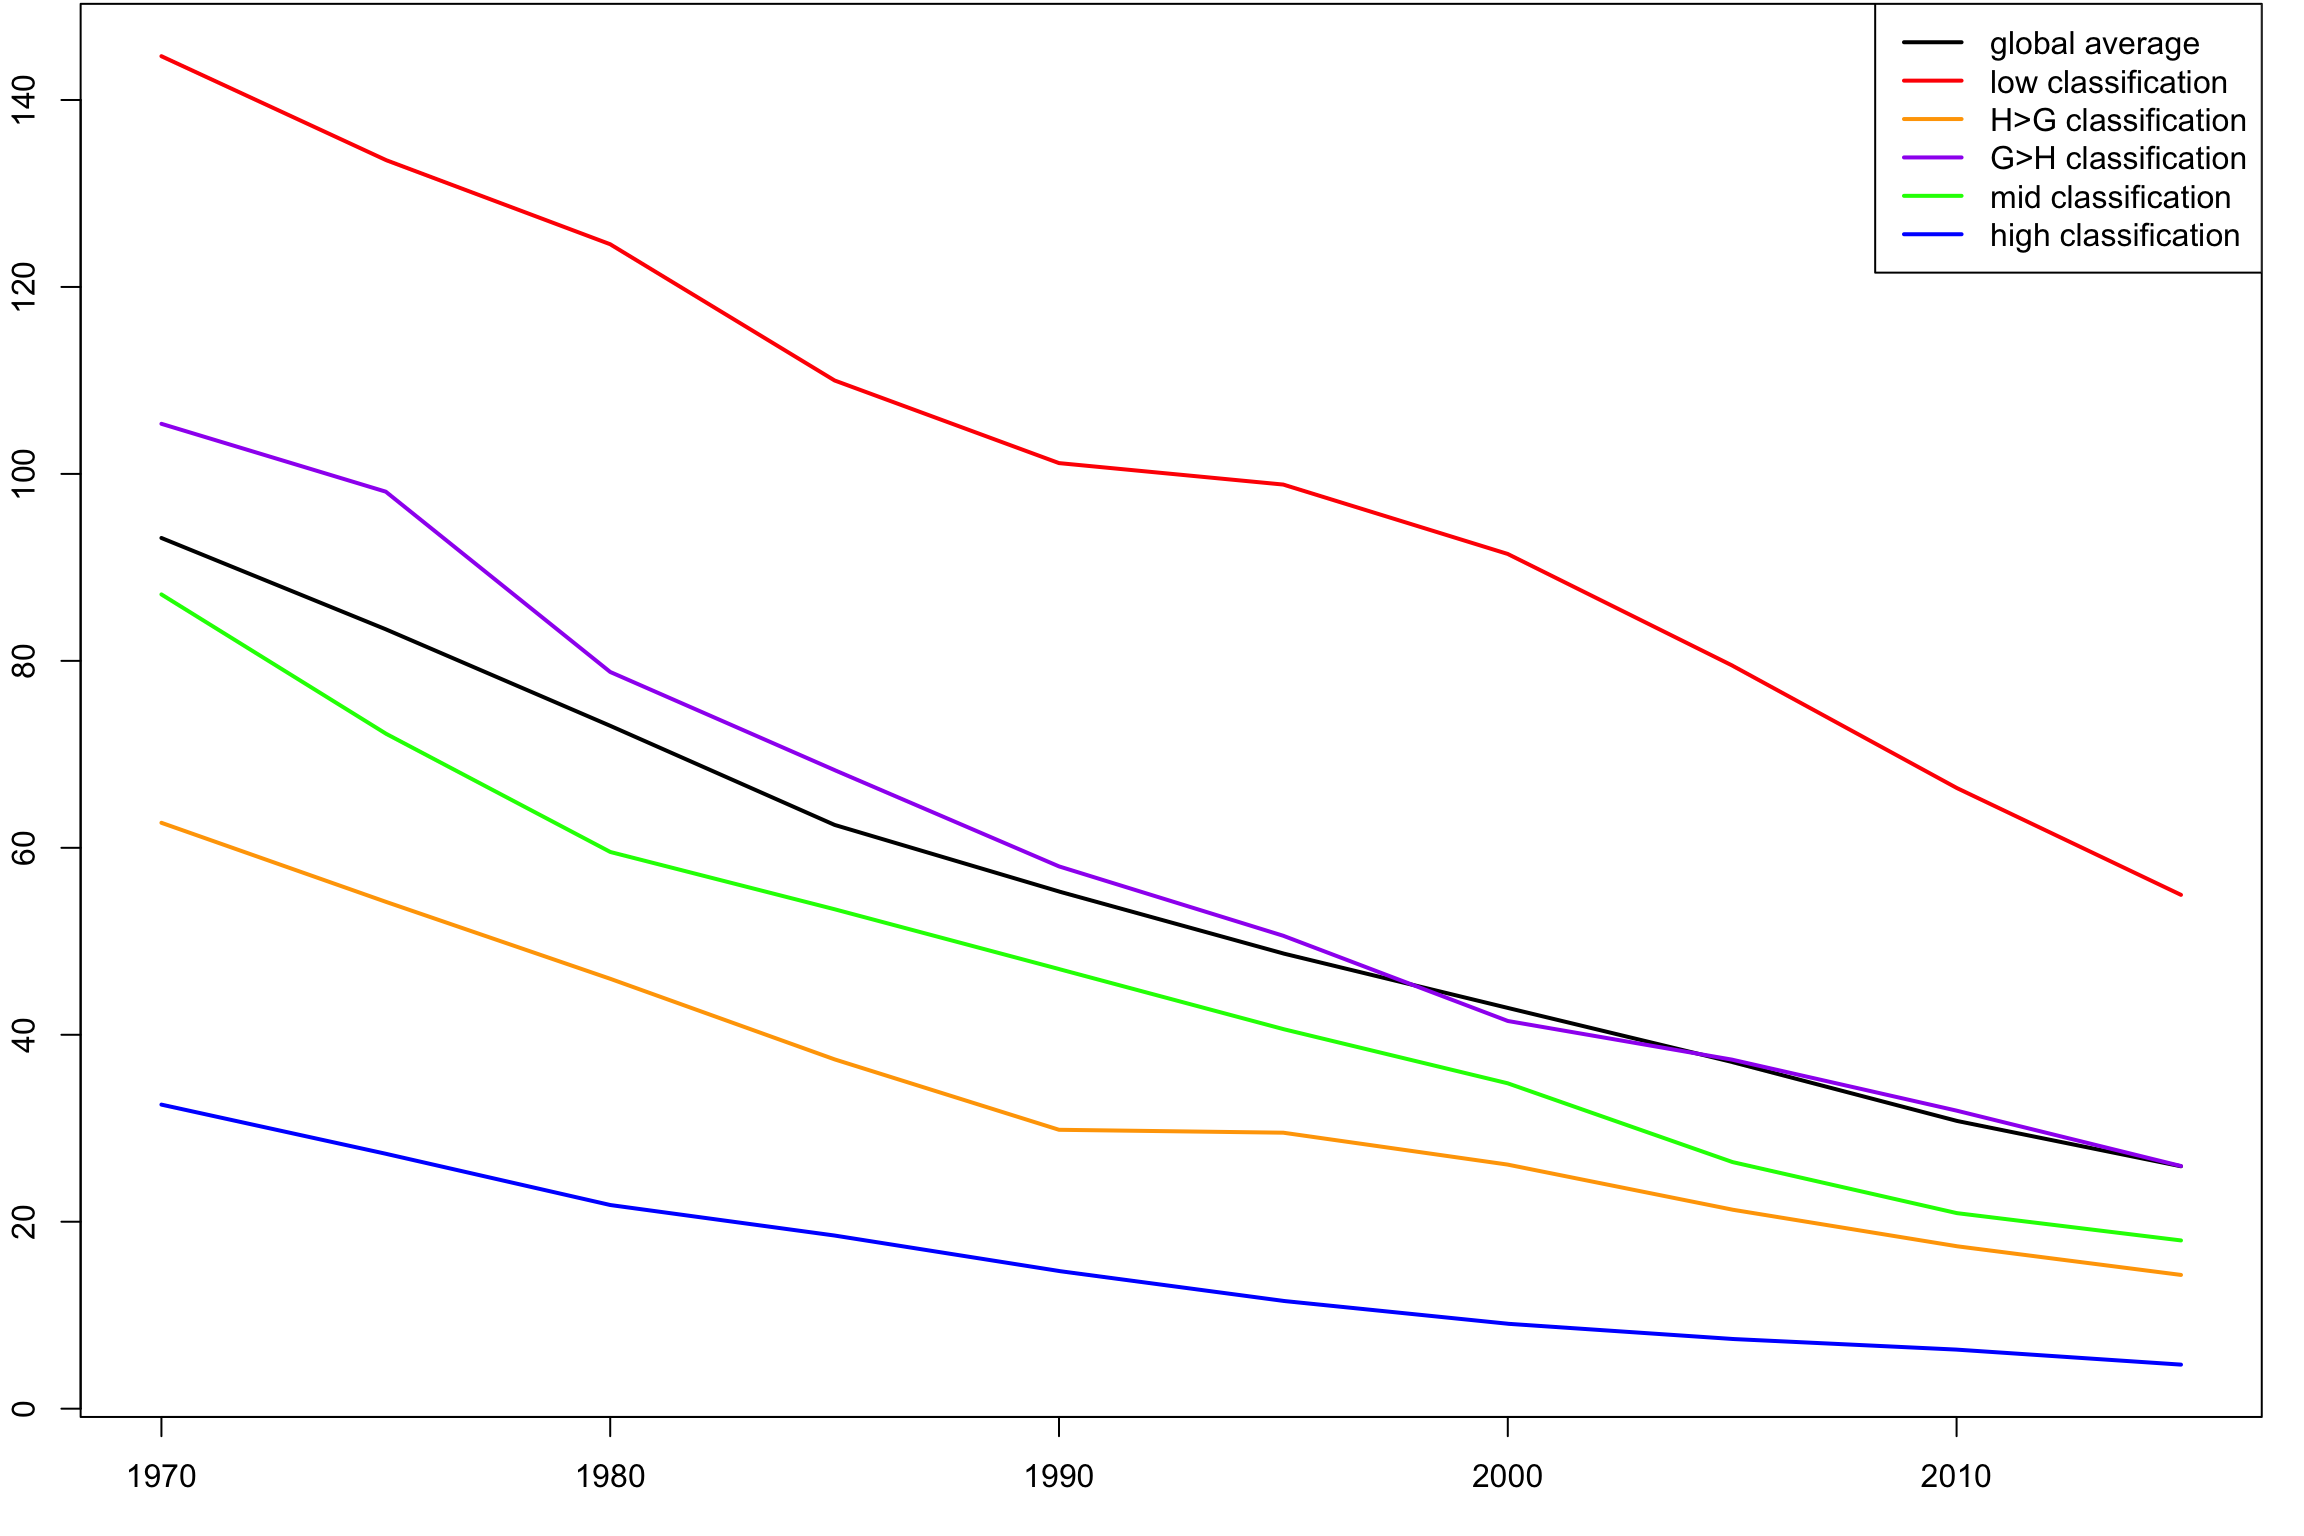 global average
low classification
H>G classification
G>H classification
mid classification
high classification
140
120
100
80
60
40
20
0
1970 1980 1990 2000 2010